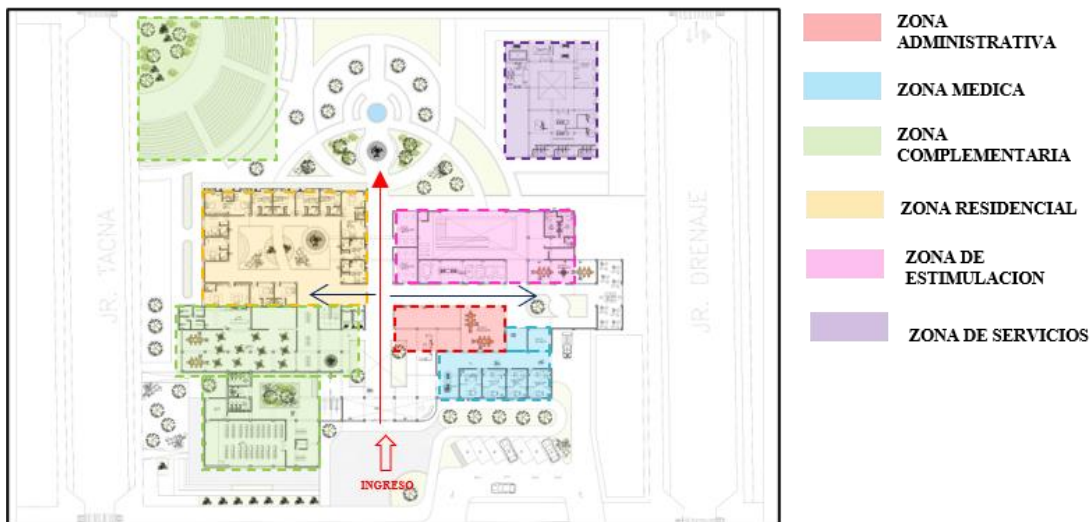 JR. TACNA
JR. DRENAJE
INGRESO
ZONA
ADMINISTRATIVA
ZONA MEDICA
ZONA
COMPLEMENTARIA
ZONA RESIDENCIAL
ZONA DE
ESTIMULACION
ZONA DE SERVICIOS